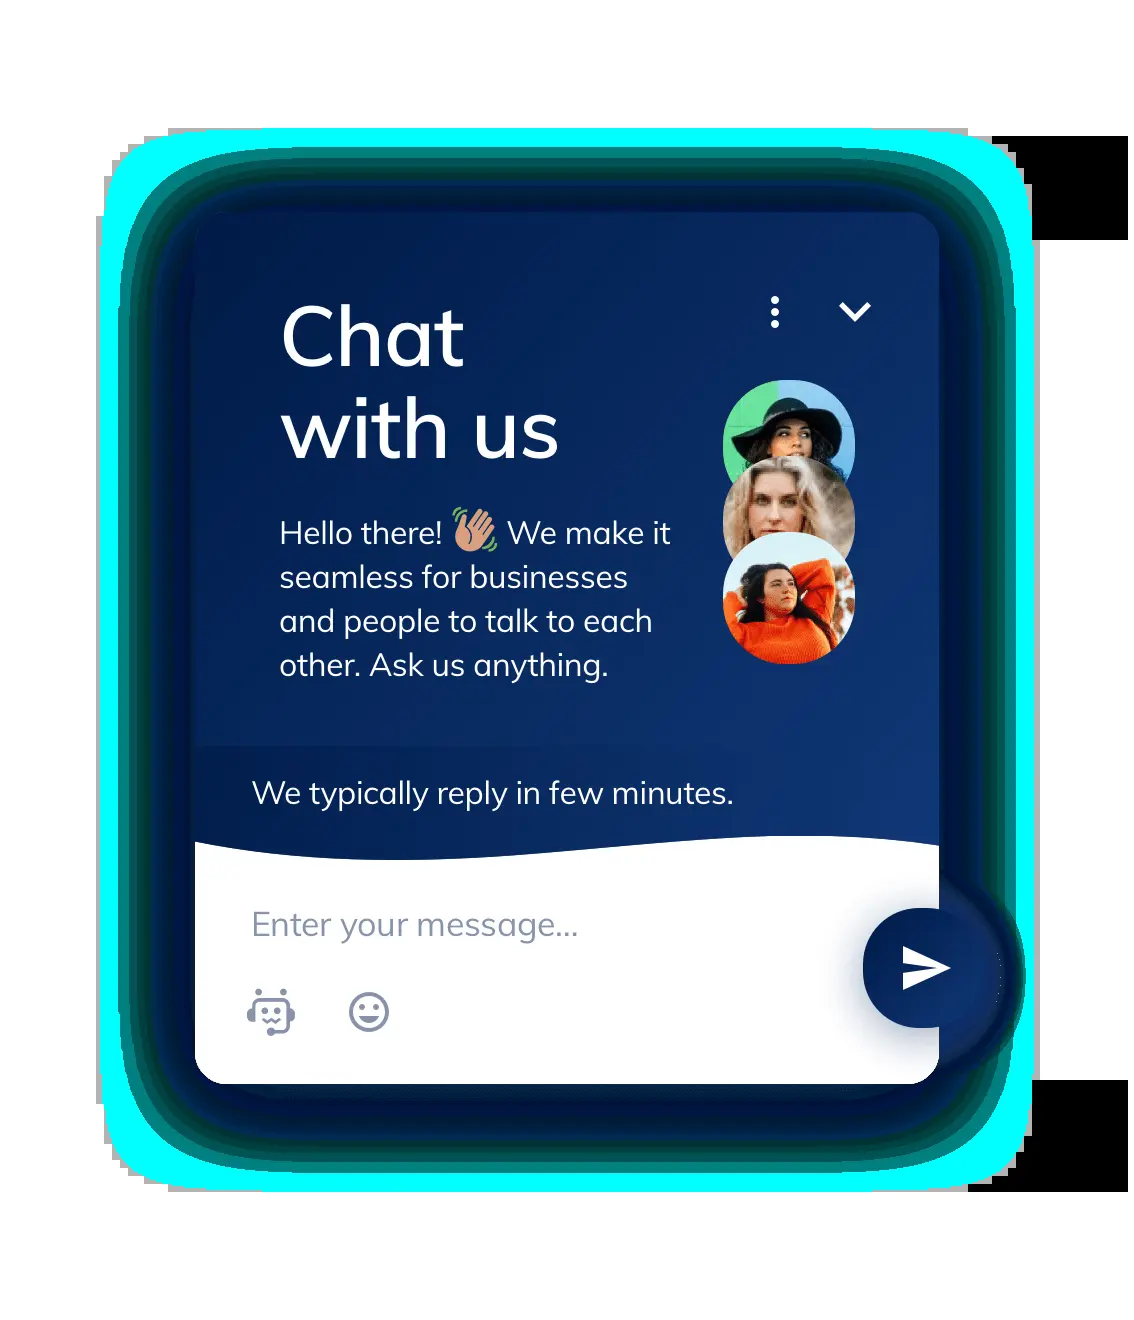 Chat
with us
Hello there! 👋🏽 We make it
seamless for businesses
and people to talk to each
other. Ask us anything.
We typically reply in few minutes.
Enter your message...